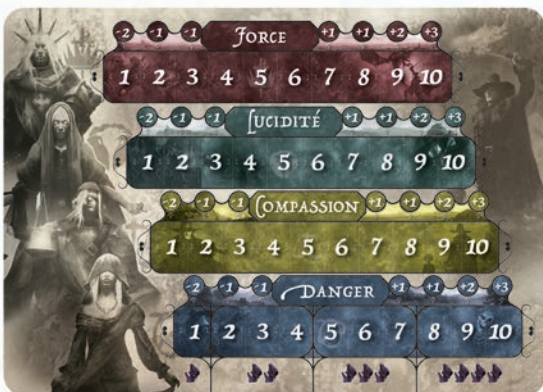 -2 -1 -1 FORCE +1 +1 +2 +3
1 2 3 4 5 6 7 8 9 10
-2 -1 -1 LUCIDITÉ +1 +1 +2 +3
1 2 3 4 5 6 7 8 9 10
-2 -1 -1 COMPASSION +1 +1 +2 +3
1 2 3 4 5 6 7 8 9 10
-2 -1 -1 DANGER +1 +1 +2 +3
1 2 3 4 5 6 7 8 9 10